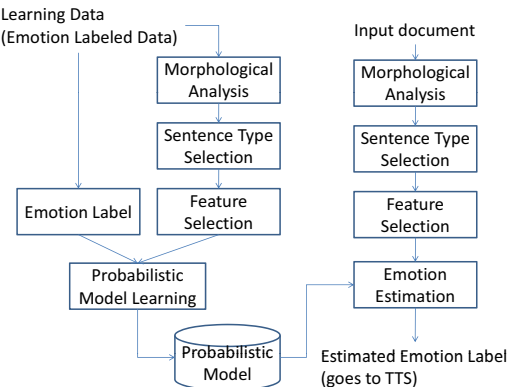 Learning Data
(Emotion Labeled Data)
Morphological
Analysis
Sentence Type
Selection
Emotion Label
Feature
Selection
Probabilistic
Model Learning
Probabilistic
Model
Input document
Morphological
Analysis
Sentence Type
Selection
Feature
Selection
Emotion
Estimation
Estimated Emotion Label
(goes to TTS)